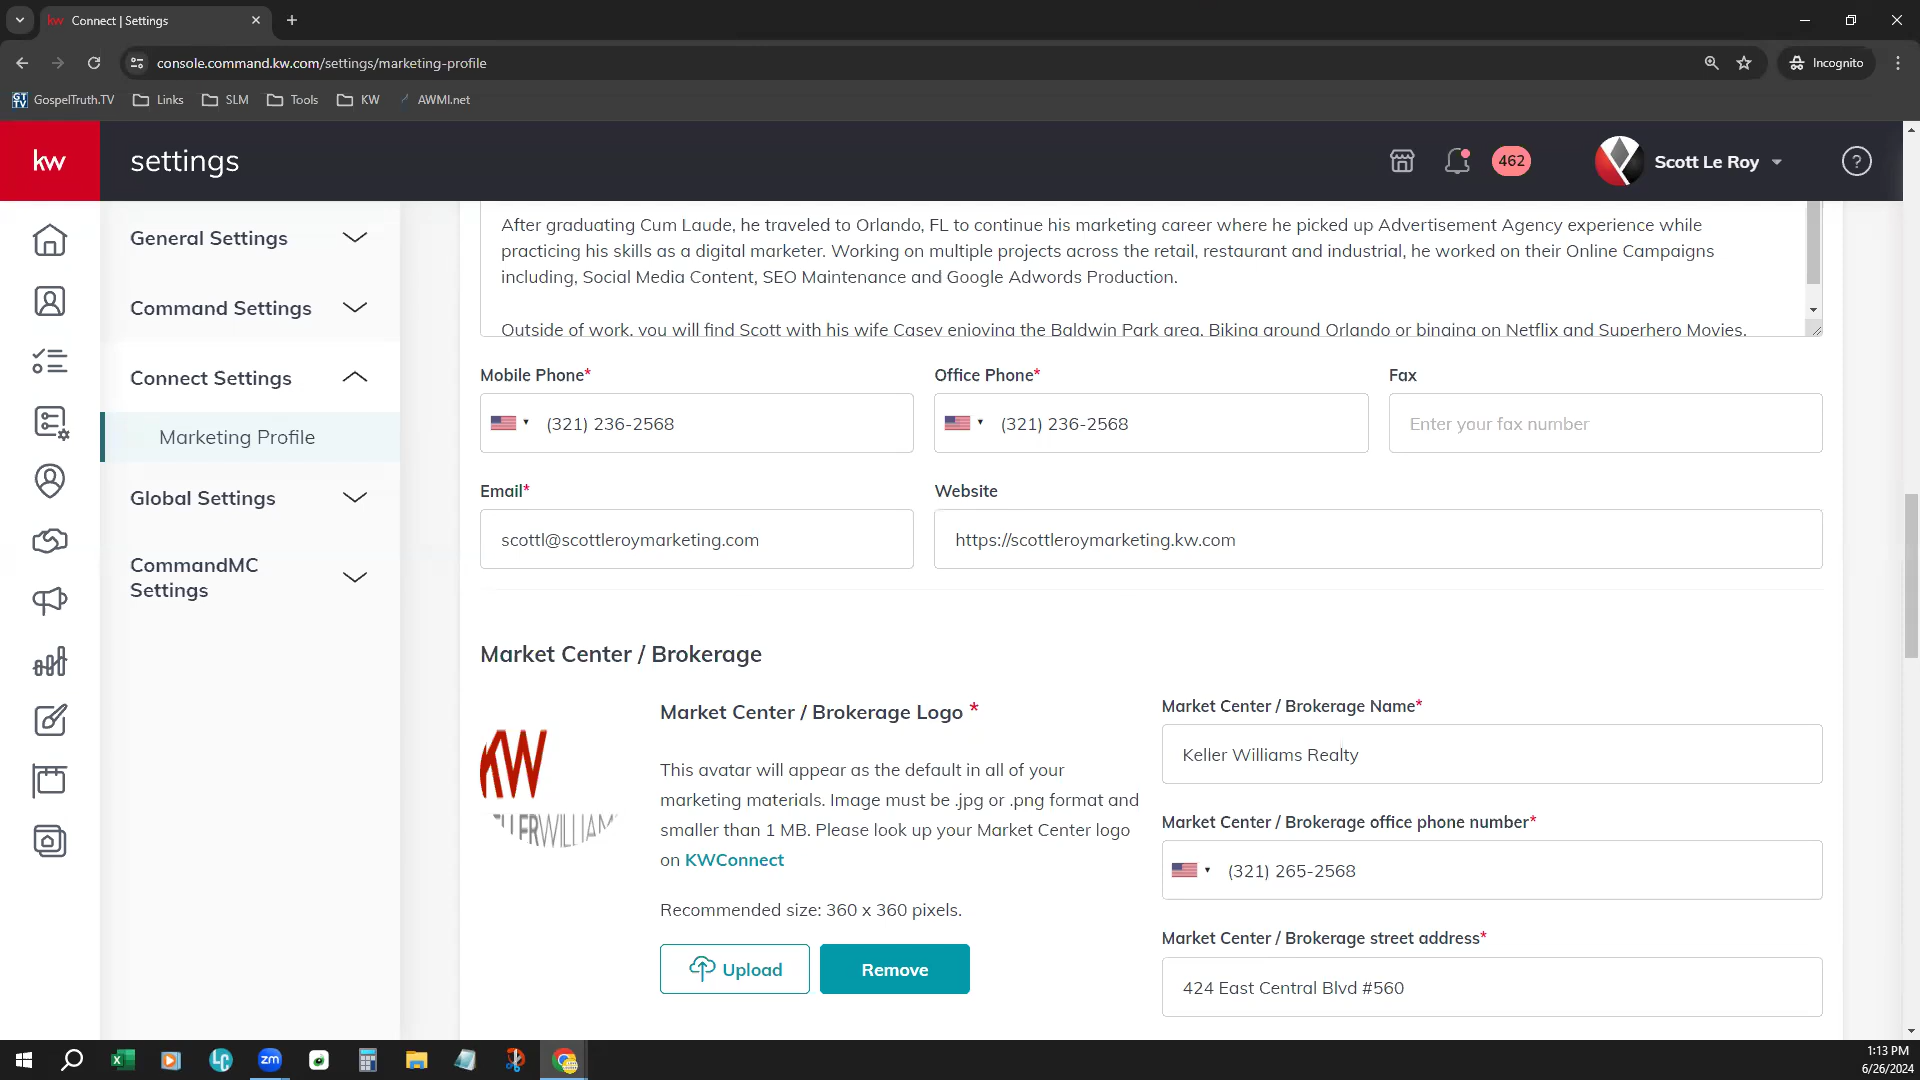 kw Connect | Settings
console.command.kw.com/settings/marketing-profile
Incognito
GT TV GospelTruth.TV Links SLM Tools KW AWMI.net
kw settings 462 Scott Le Roy ?
General Settings
Command Settings
Connect Settings
Marketing Profile
Global Settings
CommandMC
Settings
After graduating Cum Laude, he traveled to Orlando, FL to continue his marketing career where he picked up Advertisement Agency experience while
practicing his skills as a digital marketer. Working on multiple projects across the retail, restaurant and industrial, he worked on their Online Campaigns
including, Social Media Content, SEO Maintenance and Google Adwords Production.
Outside of work, you will find Scott with his wife Casey enjoying the Baldwin Park area, Biking around Orlando or binging on Netflix and Superhero Movies.
Mobile Phone* Office Phone* Fax
(321) 236-2568 (321) 236-2568 Enter your fax number
Email* Website
scottl@scottleroymarketing.com https://scottleroymarketing.kw.com
Market Center / Brokerage
KW
LLERWILLIAM
Market Center / Brokerage Logo *
This avatar will appear as the default in all of your
marketing materials. Image must be .jpg or .png format and
smaller than 1 MB. Please look up your Market Center logo
on KWConnect
Recommended size: 360 x 360 pixels.
Upload Remove
Market Center / Brokerage Name*
Keller Williams Realty
Market Center / Brokerage office phone number*
(321) 265-2568
Market Center / Brokerage street address*
424 East Central Blvd #560
LC zm
1:13 PM
6/26/2024